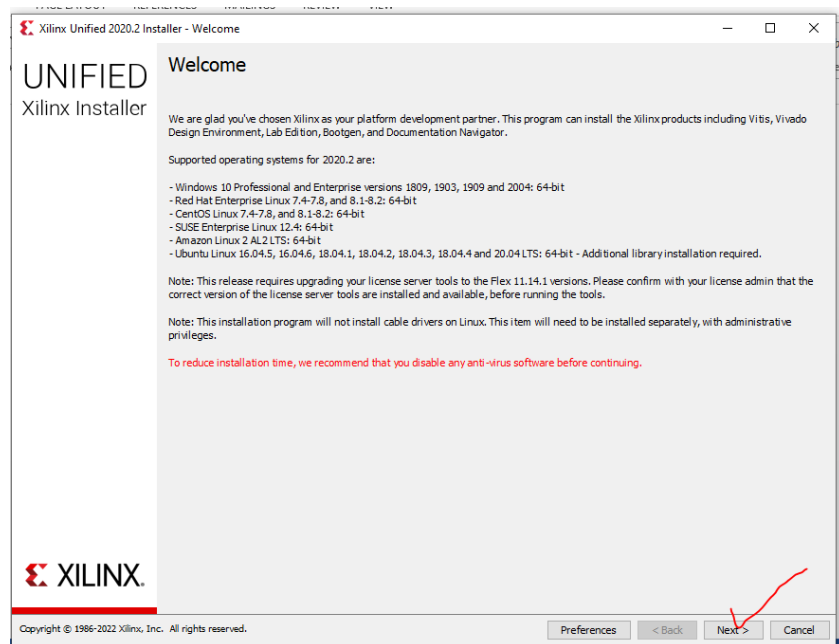 PAGE LAYOUT REFERENCES MAILINGS REVIEW VIEW
Xilinx Unified 2020.2 Installer - Welcome
UNIFIED
Xilinx Installer
Welcome
We are glad you've chosen Xilinx as your platform development partner. This program can install the Xilinx products including Vitis, Vivado
Design Environment, Lab Edition, Bootgen, and Documentation Navigator.
Supported operating systems for 2020.2 are:
- Windows 10 Professional and Enterprise versions 1809, 1903, 1909 and 2004: 64-bit
- Red Hat Enterprise Linux 7.4-7.8, and 8.1-8.2: 64-bit
- CentOS Linux 7.4-7.8, and 8.1-8.2: 64-bit
- SUSE Enterprise Linux 12.4: 64-bit
- Amazon Linux 2 AL2 LTS: 64-bit
- Ubuntu Linux 16.04.5, 16.04.6, 18.04.1, 18.04.2, 18.04.3, 18.04.4 and 20.04 LTS: 64-bit - Additional library installation required.
Note: This release requires upgrading your license server tools to the Flex 11.14.1 versions. Please confirm with your license admin that the
correct version of the license server tools are installed and available, before running the tools.
Note: This installation program will not install cable drivers on Linux. This item will need to be installed separately, with administrative
privileges.
To reduce installation time, we recommend that you disable any anti-virus software before continuing.
XILINX.
Copyright © 1986-2022 Xilinx, Inc. All rights reserved.
Preferences
< Back
Next >
Cancel